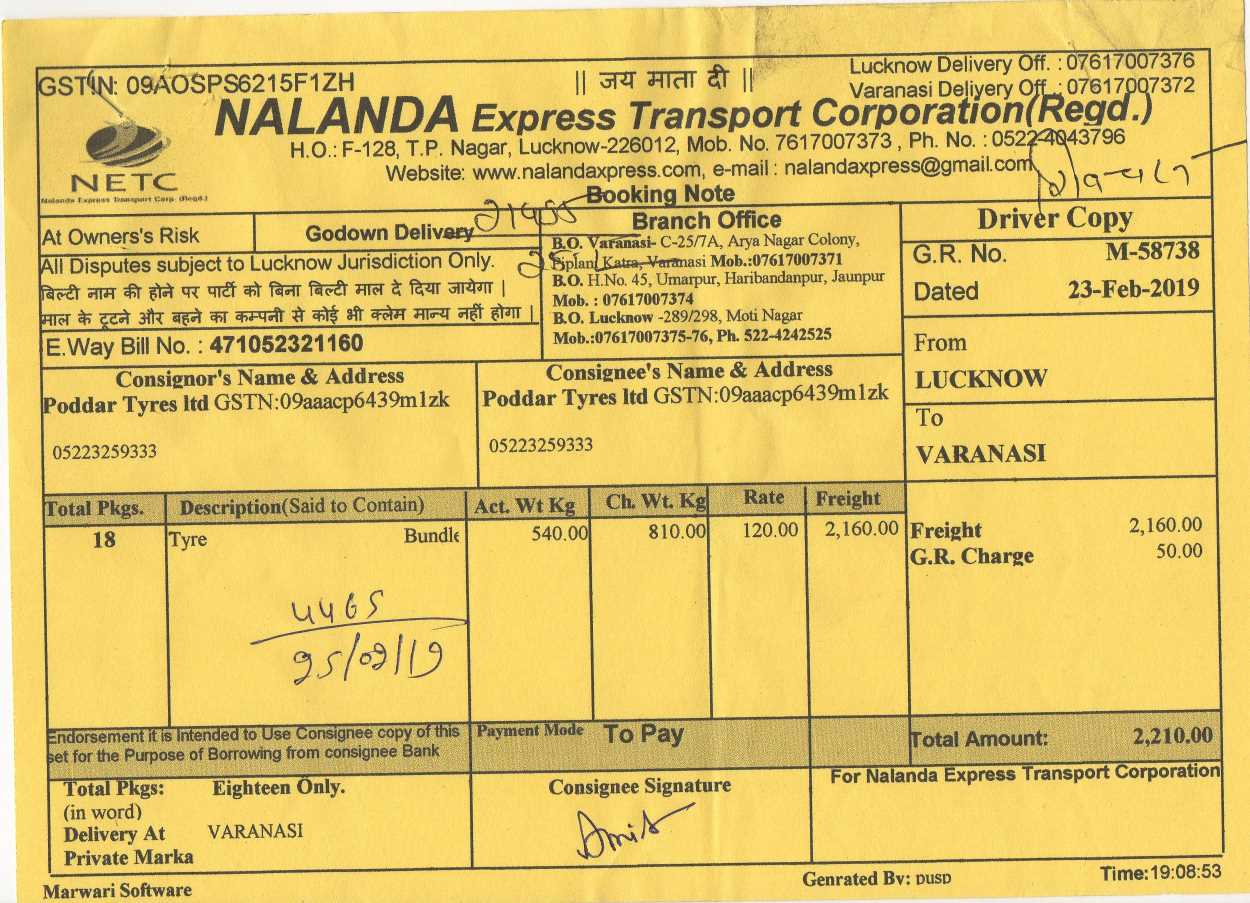 GSTIN: 09AOSPS6215F1ZH
|| जय माता दी ||
Lucknow Delivery Off. : 07617007376
Varanasi Deliyery Off. : 07617007372
NALANDA Express Transport Corporation(Regd.)
H.O.: F-128, T.P. Nagar, Lucknow-226012, Mob. No. 7617007373 , Ph. No. : 0522-4043796
Website: www.nalandaxpress.com, e-mail : nalandaxpress@gmail.com
NETC
Nalanda Express Transport Corp. (Regd.)
Booking Note
At Owners's Risk
Godown Delivery
Branch Office
B.O. Varanasi- C-25/7A, Arya Nagar Colony,
Piplani Katra, Varanasi Mob.:07617007371
B.O. H.No. 45, Umarpur, Haribandanpur, Jaunpur
Mob. : 07617007374
B.O. Lucknow -289/298, Moti Nagar
Mob.:07617007375-76, Ph. 522-4242525
Driver Copy
G.R. No. M-58738
Dated 23-Feb-2019
All Disputes subject to Lucknow Jurisdiction Only.
बिल्टी नाम की होने पर पार्टी को बिना बिल्टी माल दे दिया जायेगा |
माल के टूटने और बहने का कम्पनी से कोई भी क्लेम मान्य नहीं होगा |
E.Way Bill No. : 471052321160
From
LUCKNOW
To
VARANASI
Consignor's Name & Address
Poddar Tyres ltd GSTN:09aaacp6439m1zk
05223259333
Consignee's Name & Address
Poddar Tyres ltd GSTN:09aaacp6439m1zk
05223259333
Total Pkgs. Description(Said to Contain) Act. Wt Kg Ch. Wt. Kg Rate Freight
18 Tyre Bundle 540.00 810.00 120.00 2,160.00
Freight 2,160.00
G.R. Charge 50.00
4465
25/02/19
Endorsement it is Intended to Use Consignee copy of this
set for the Purpose of Borrowing from consignee Bank
Payment Mode To Pay
Total Amount: 2,210.00
Total Pkgs: Eighteen Only.
(in word)
Delivery At VARANASI
Private Marka
Consignee Signature
Amit
For Nalanda Express Transport Corporation
Marwari Software
Genrated By: DUSD
Time:19:08:53